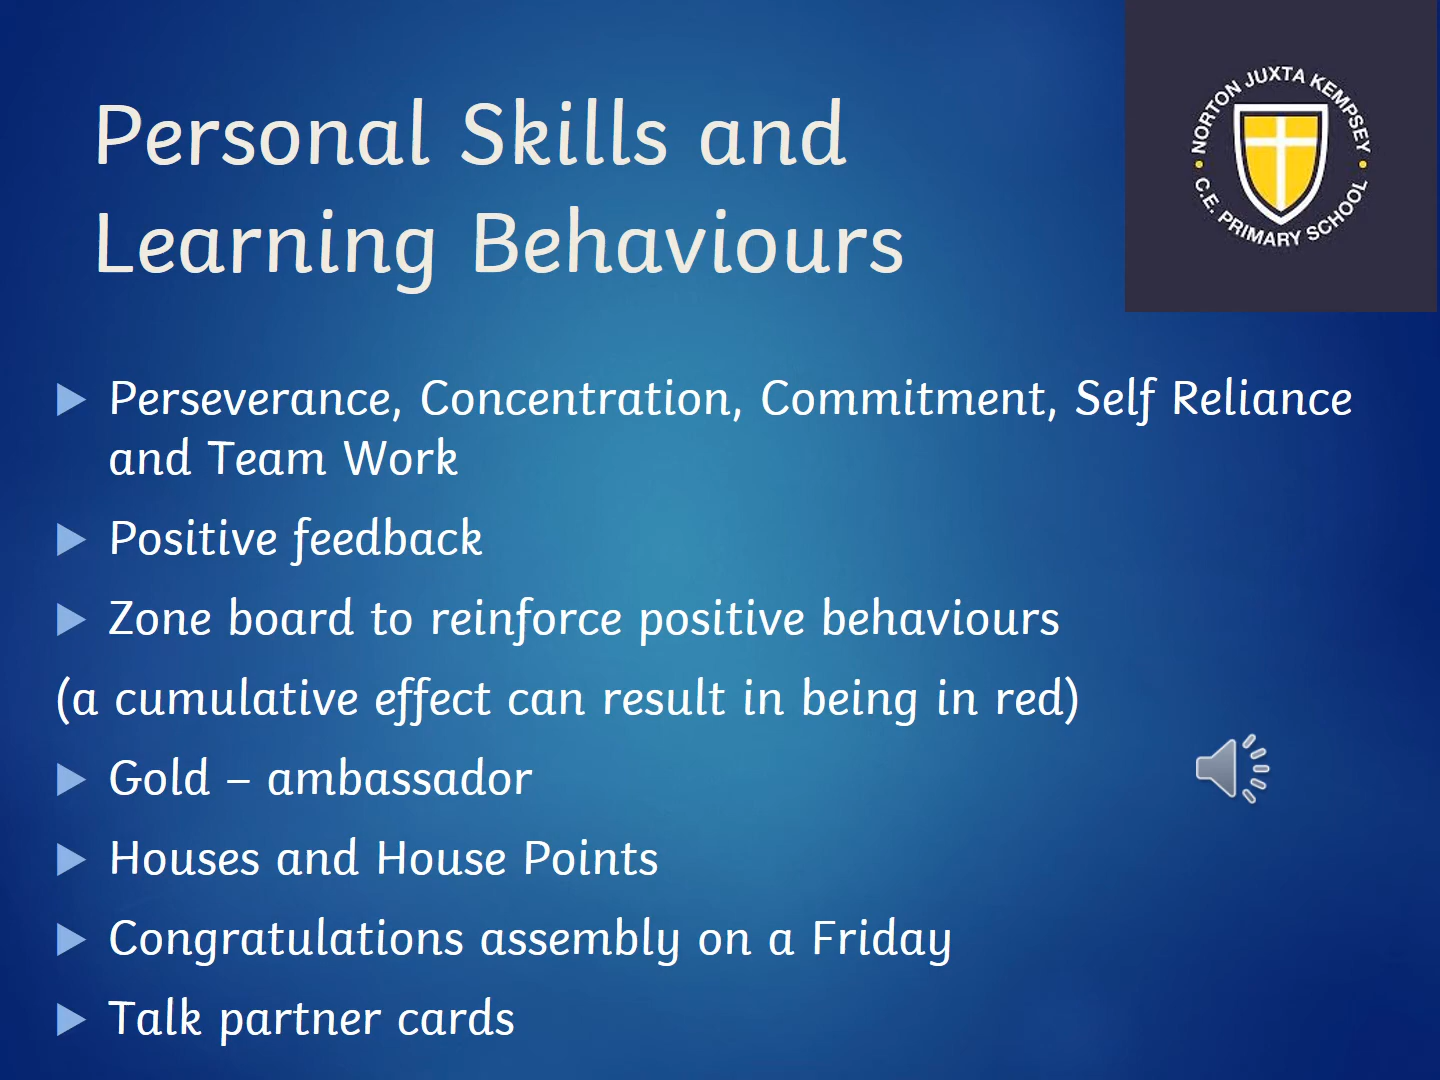 Personal Skills and
Learning Behaviours
NORTON JUXTA KEMPSEY
C.E. PRIMARY SCHOOL
Perseverance, Concentration, Commitment, Self Reliance
and Team Work
Positive feedback
Zone board to reinforce positive behaviours
(a cumulative effect can result in being in red)
Gold – ambassador
Houses and House Points
Congratulations assembly on a Friday
Talk partner cards